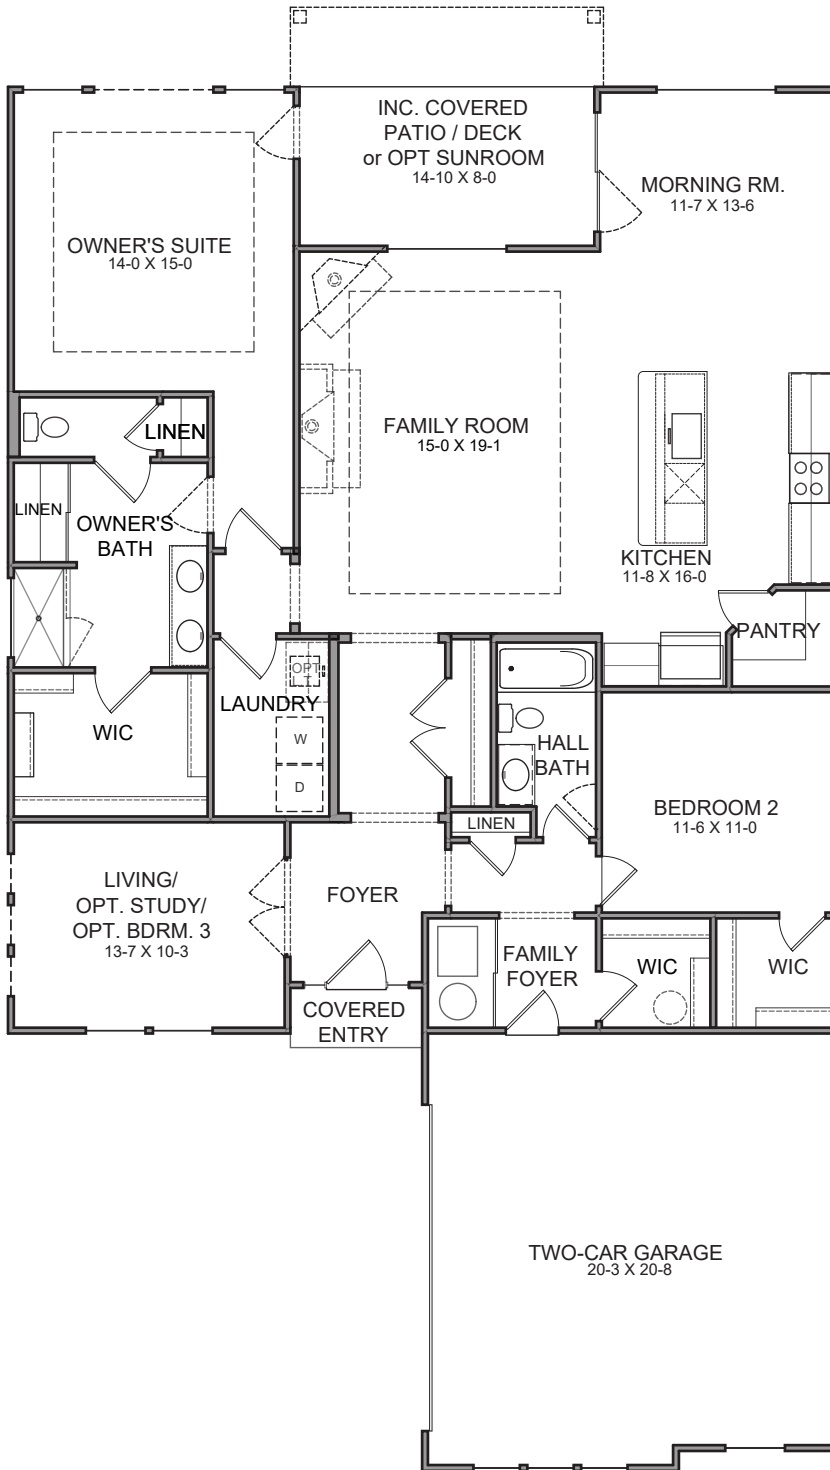 INC. COVERED
PATIO / DECK
or OPT SUNROOM
14-10 X 8-0
MORNING RM.
11-7 X 13-6
OWNER'S SUITE
14-0 X 15-0
FAMILY ROOM
15-0 X 19-1
LINEN
LINEN
OWNER'S
BATH
KITCHEN
11-8 X 16-0
PANTRY
OPT
LAUNDRY
WIC
W
D
HALL
BATH
BEDROOM 2
11-6 X 11-0
LINEN
LIVING/
OPT. STUDY/
OPT. BDRM. 3
13-7 X 10-3
FOYER
FAMILY
FOYER
WIC
WIC
COVERED
ENTRY
TWO-CAR GARAGE
20-3 X 20-8